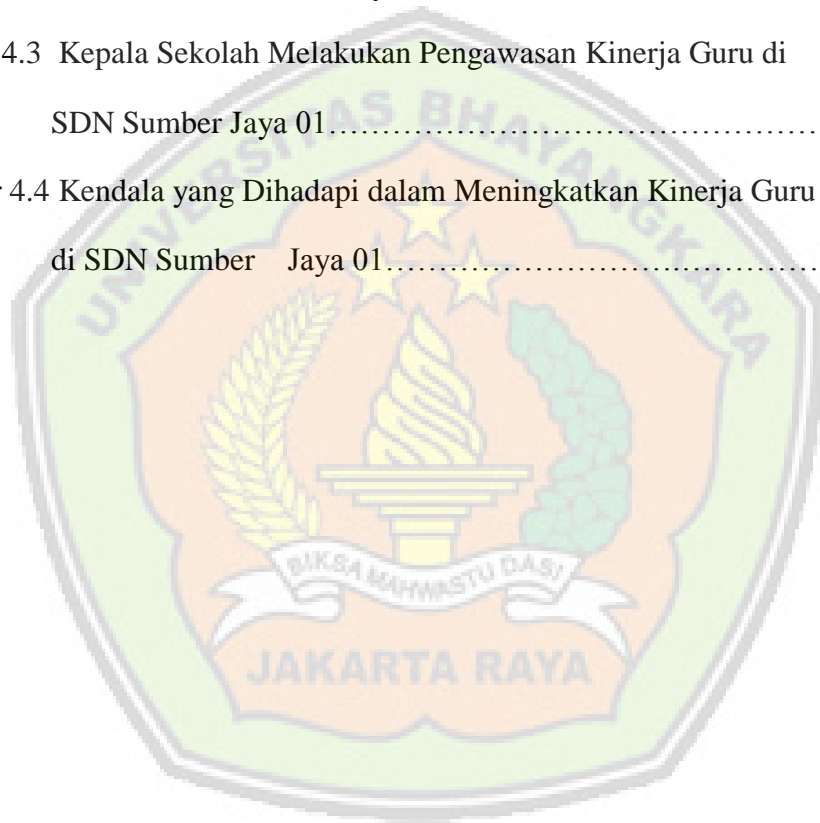 4.3 Kepala Sekolah Melakukan Pengawasan Kinerja Guru di
SDN Sumber Jaya 01……………………………………………
4.4 Kendala yang Dihadapi dalam Meningkatkan Kinerja Guru
di SDN Sumber Jaya 01……………………………………
UNIVERSITAS BHAYANGKARA
BIKSA MAHWASTU DASI
JAKARTA RAYA